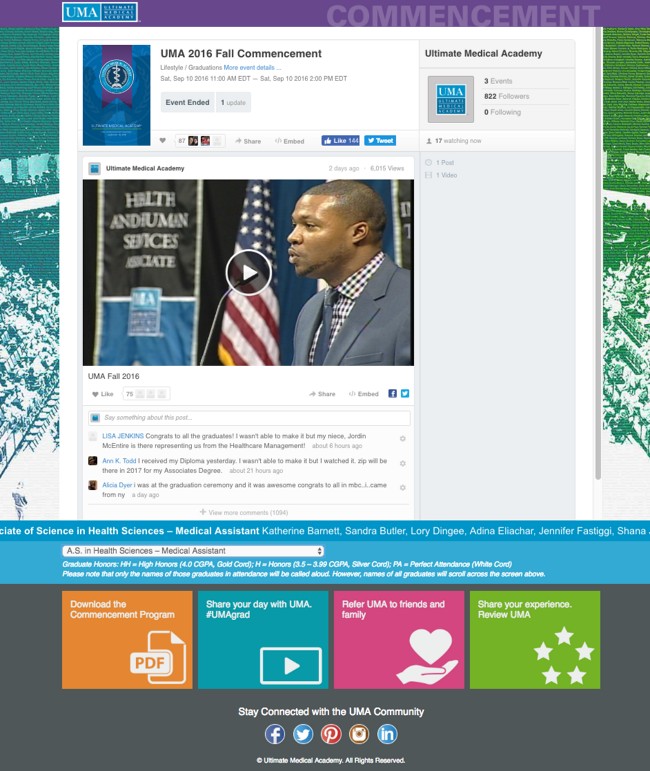 UMA ULTIMATE MEDICAL ACADEMY
COMMENCEMENT
UMA 2016 Fall Commencement
Lifestyle / Graduations More event details ...
Sat, Sep 10 2016 11:00 AM EDT — Sat, Sep 10 2016 2:00 PM EDT
Event Ended 1 update
67 Share Embed Like 144 Tweet
Ultimate Medical Academy
UMA ULTIMATE MEDICAL ACADEMY
3 Events
822 Followers
0 Following
17 watching now
1 Post
1 Video
Ultimate Medical Academy 2 days ago · 6,015 Views
HEALTH
AND HUMAN
SERVICES
ASSOCIATE
UMA
UMA Fall 2016
Like 75 Share Embed
Say something about this post...
LISA JENKINS Congrats to all the graduates! I wasn't able to make it but my niece, Jordin
McEntire is there representing us from the Healthcare Management! about 6 hours ago
Ann K. Todd I received my Diploma yesterday. I wasn't able to make it but I watched it. zip will be
there in 2017 for my Associates Degree. about 21 hours ago
Alicia Dyer i was at the graduation ceremony and it was awesome congrats to all in mbc..i..came
from ny a day ago
View more comments (1094)
ciate of Science in Health Sciences – Medical Assistant Katherine Barnett, Sandra Butler, Lory Dingee, Adina Eliachar, Jennifer Fastiggi, Shana
A.S. in Health Sciences – Medical Assistant
Graduate Honors: HH = High Honors (4.0 CGPA, Gold Cord); H = Honors (3.5 – 3.99 CGPA, Silver Cord); PA = Perfect Attendance (White Cord)
Please note that only the names of those graduates in attendance will be called aloud. However, names of all graduates will scroll across the screen above.
Download the
Commencement Program
PDF
Share your day with UMA.
#UMAgrad
Refer UMA to friends and
family
Share your experience.
Review UMA
Stay Connected with the UMA Community
© Ultimate Medical Academy. All Rights Reserved.